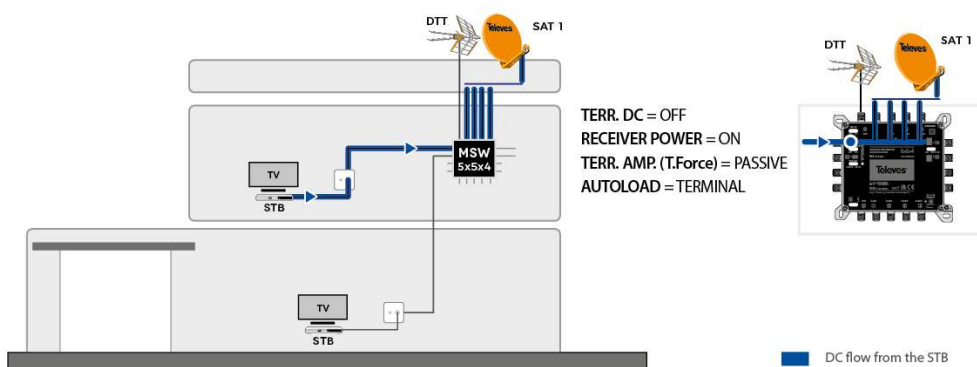 DTT
SAT 1
Televes
MSW
5x5x4
TV
STB
TV
STB
TERR. DC = OFF
RECEIVER POWER = ON
TERR. AMP. (T.Force) = PASSIVE
AUTOLOAD = TERMINAL
DTT
SAT 1
Televes
Televes
DC flow from the STB